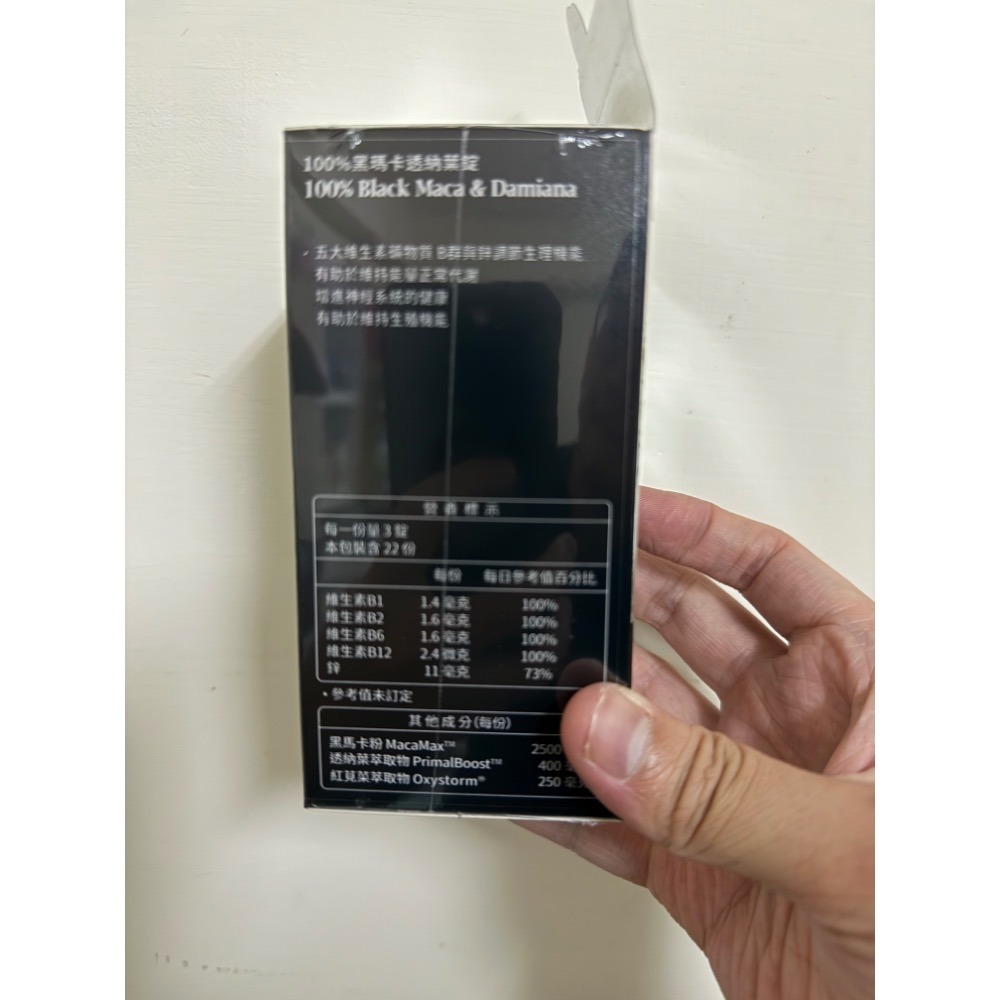 100%黑瑪卡透納葉錠
100% Black Maca & Damiana
五大維生素礦物質 B群與鋅調節生理機能
有助於維持能量正常代謝
增進神經系統的健康
有助於維持生殖機能
營養標示
每一份量 3 錠
本包裝含 22 份
每份 每日參考值百分比
維生素B1 1.4 毫克 100%
維生素B2 1.6 毫克 100%
維生素B6 1.6 毫克 100%
維生素B12 2.4 微克 100%
鋅 11 毫克 73%
・參考值未訂定
其他成分(每份)
黑馬卡粉 MacaMax™ 2500
透納葉萃取物 PrimalBoost™ 400
紅莧菜萃取物 Oxystorm® 250 毫